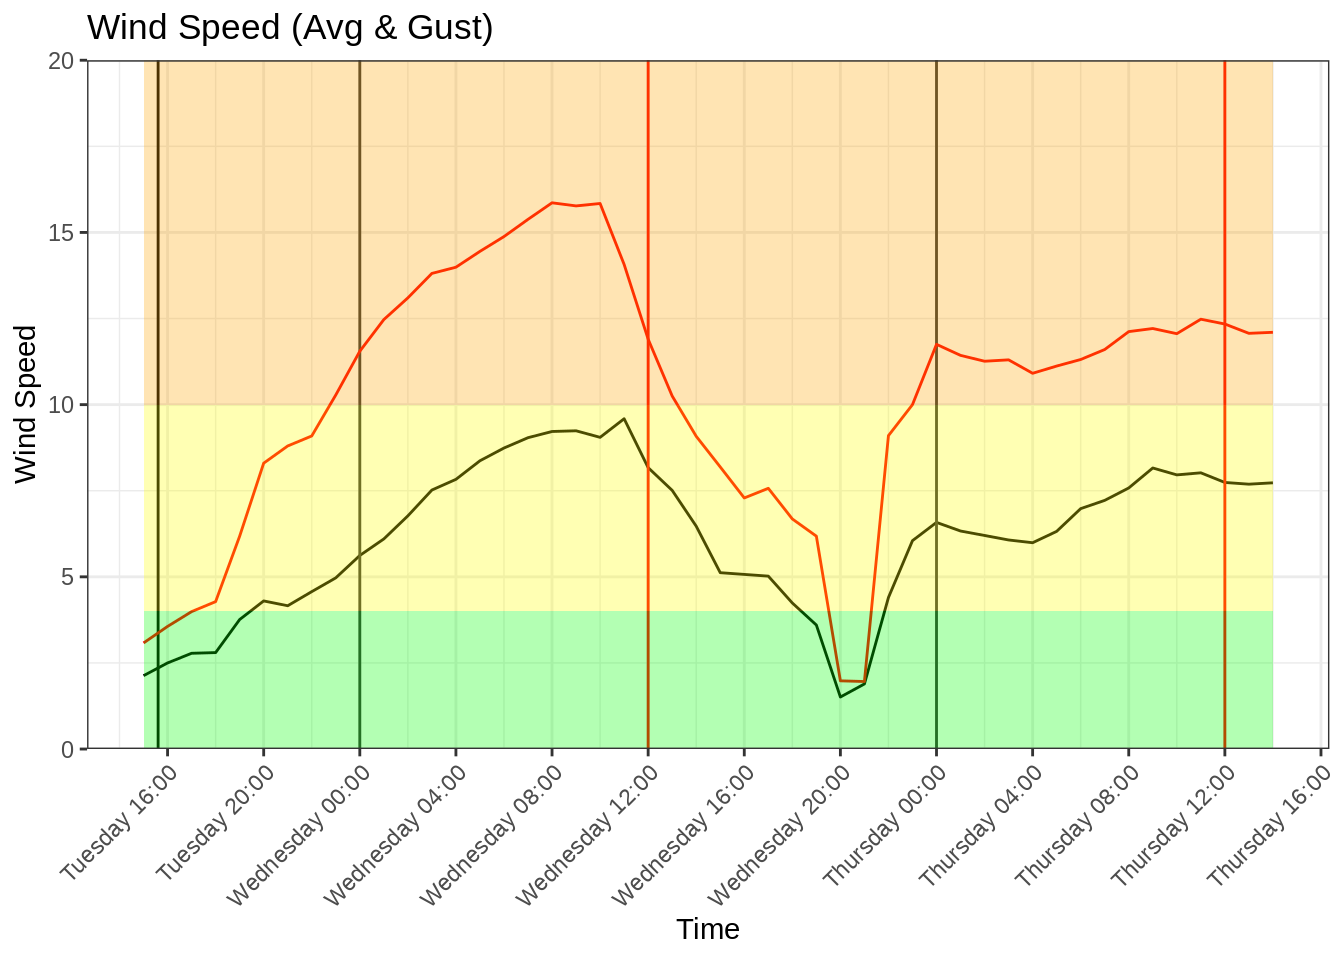 Wind Speed (Avg & Gust)
20
15
10
5
0
Wind Speed
Tuesday 16:00
Tuesday 20:00
Wednesday 00:00
Wednesday 04:00
Wednesday 08:00
Wednesday 12:00
Wednesday 16:00
Wednesday 20:00
Thursday 00:00
Thursday 04:00
Thursday 08:00
Thursday 12:00
Thursday 16:00
Time